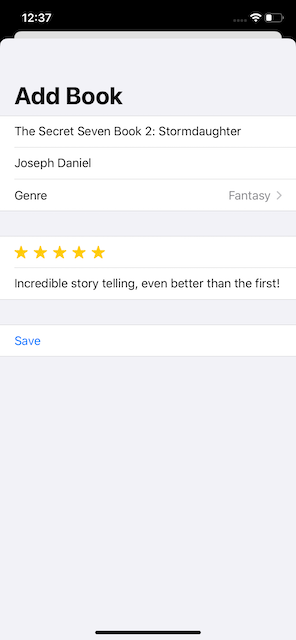 12:37
Add Book
The Secret Seven Book 2: Stormdaughter
Joseph Daniel
Genre Fantasy
Incredible story telling, even better than the first!
Save